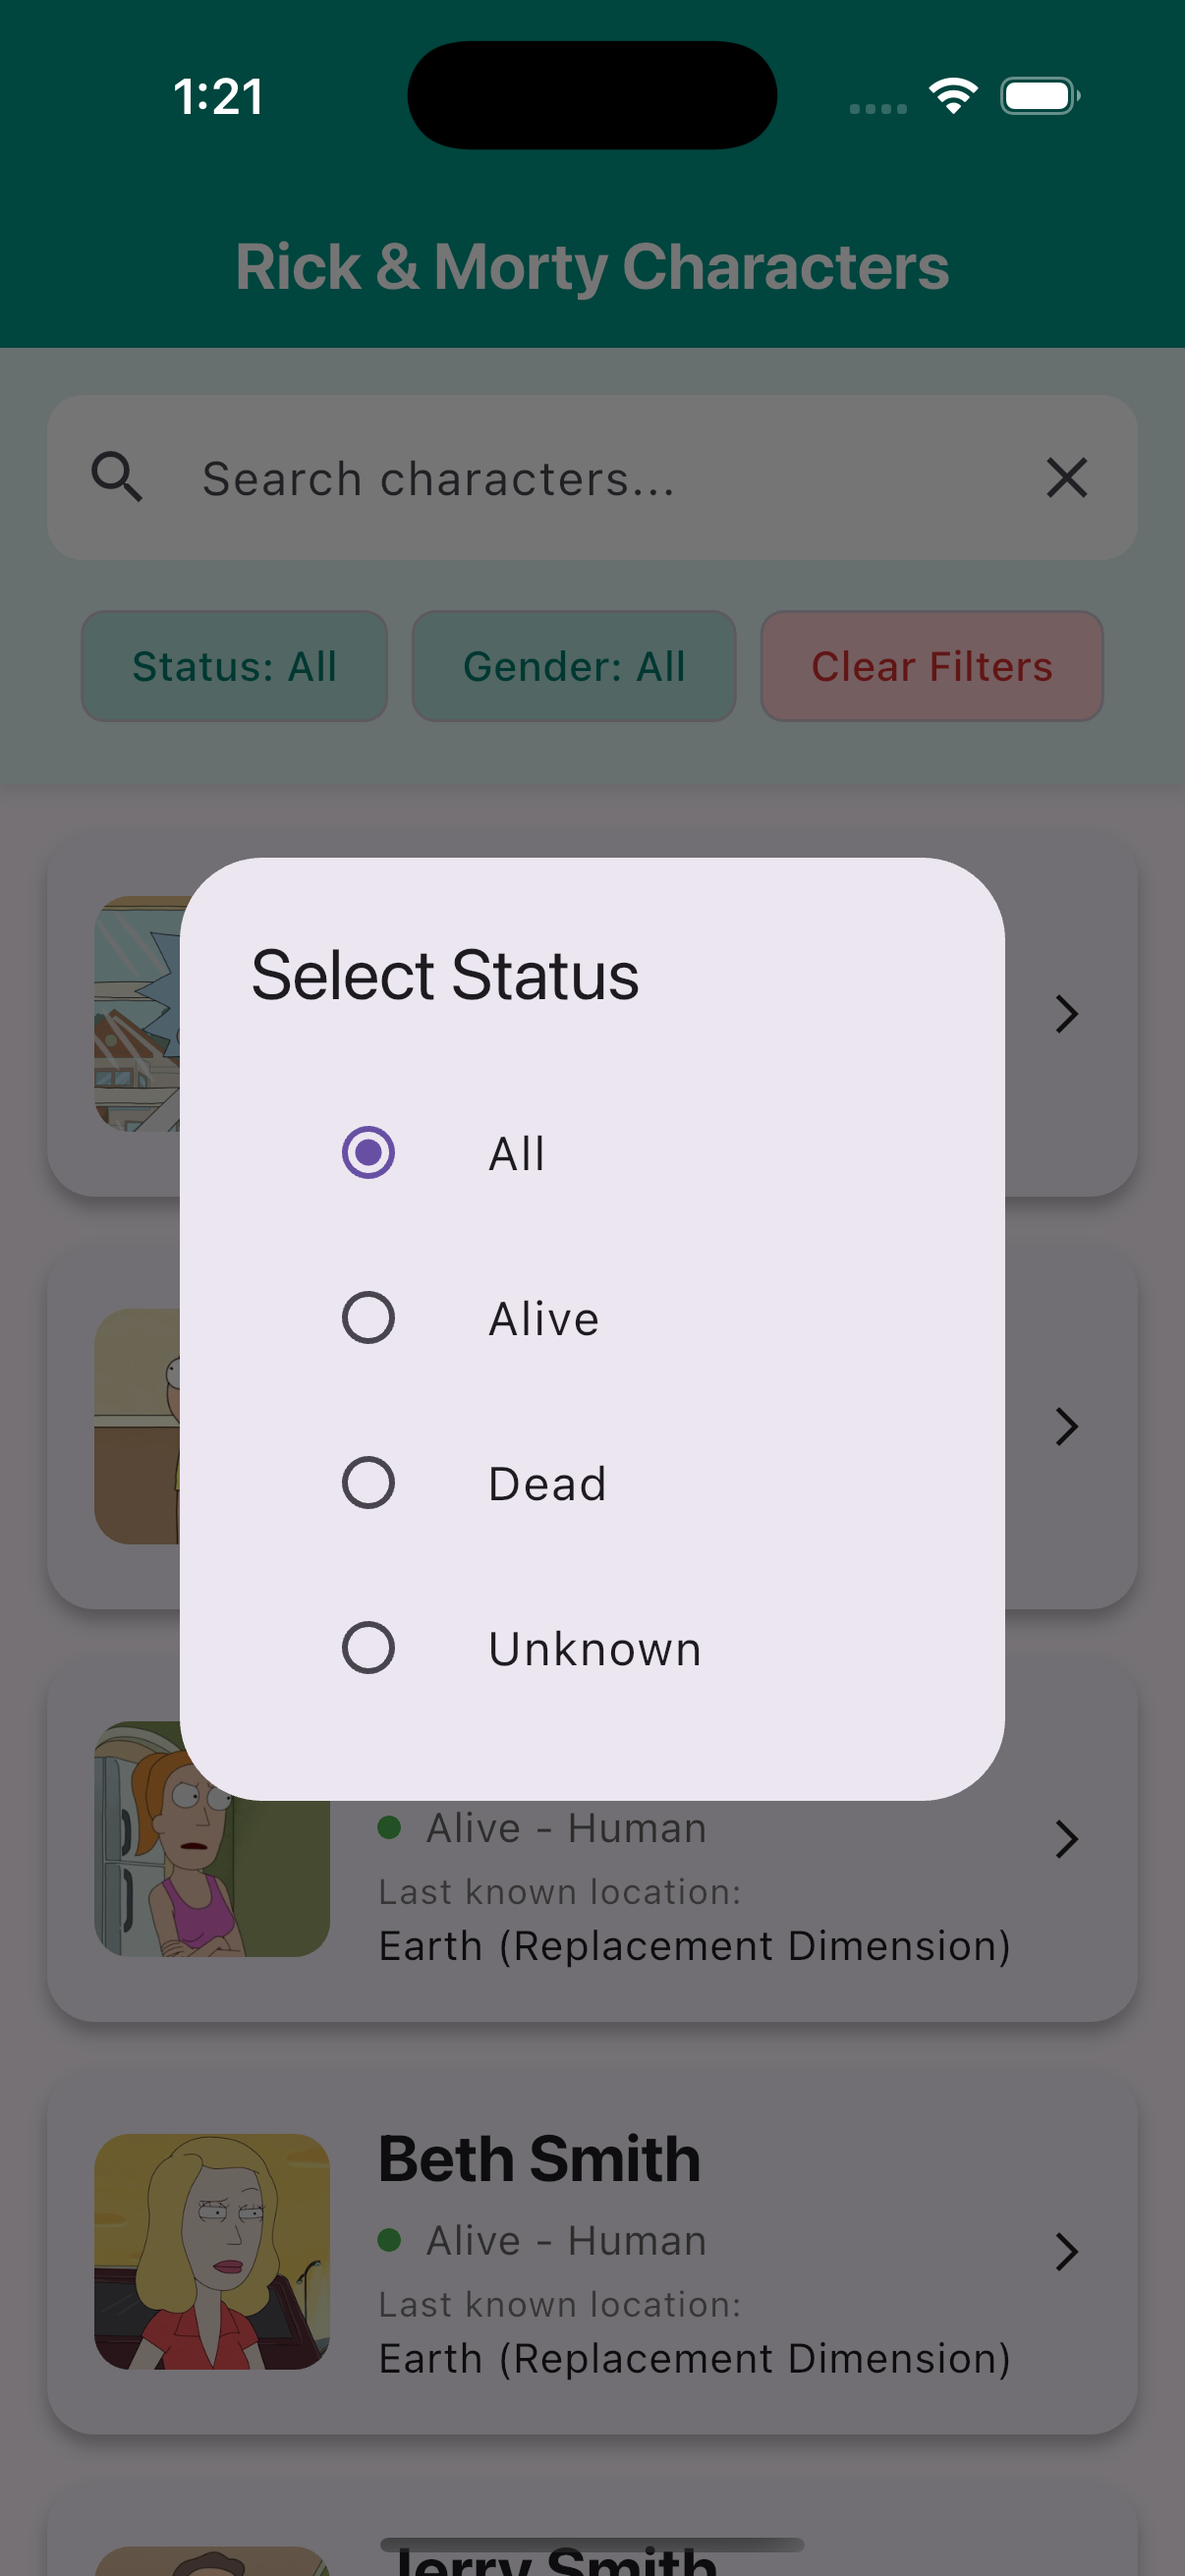 1:21
Rick & Morty Characters
Search characters...
Status: All
Gender: All
Clear Filters
Select Status
All
Alive
Dead
Unknown
Alive - Human
Last known location:
Earth (Replacement Dimension)
Beth Smith
Alive - Human
Last known location:
Earth (Replacement Dimension)
Jerry Smith